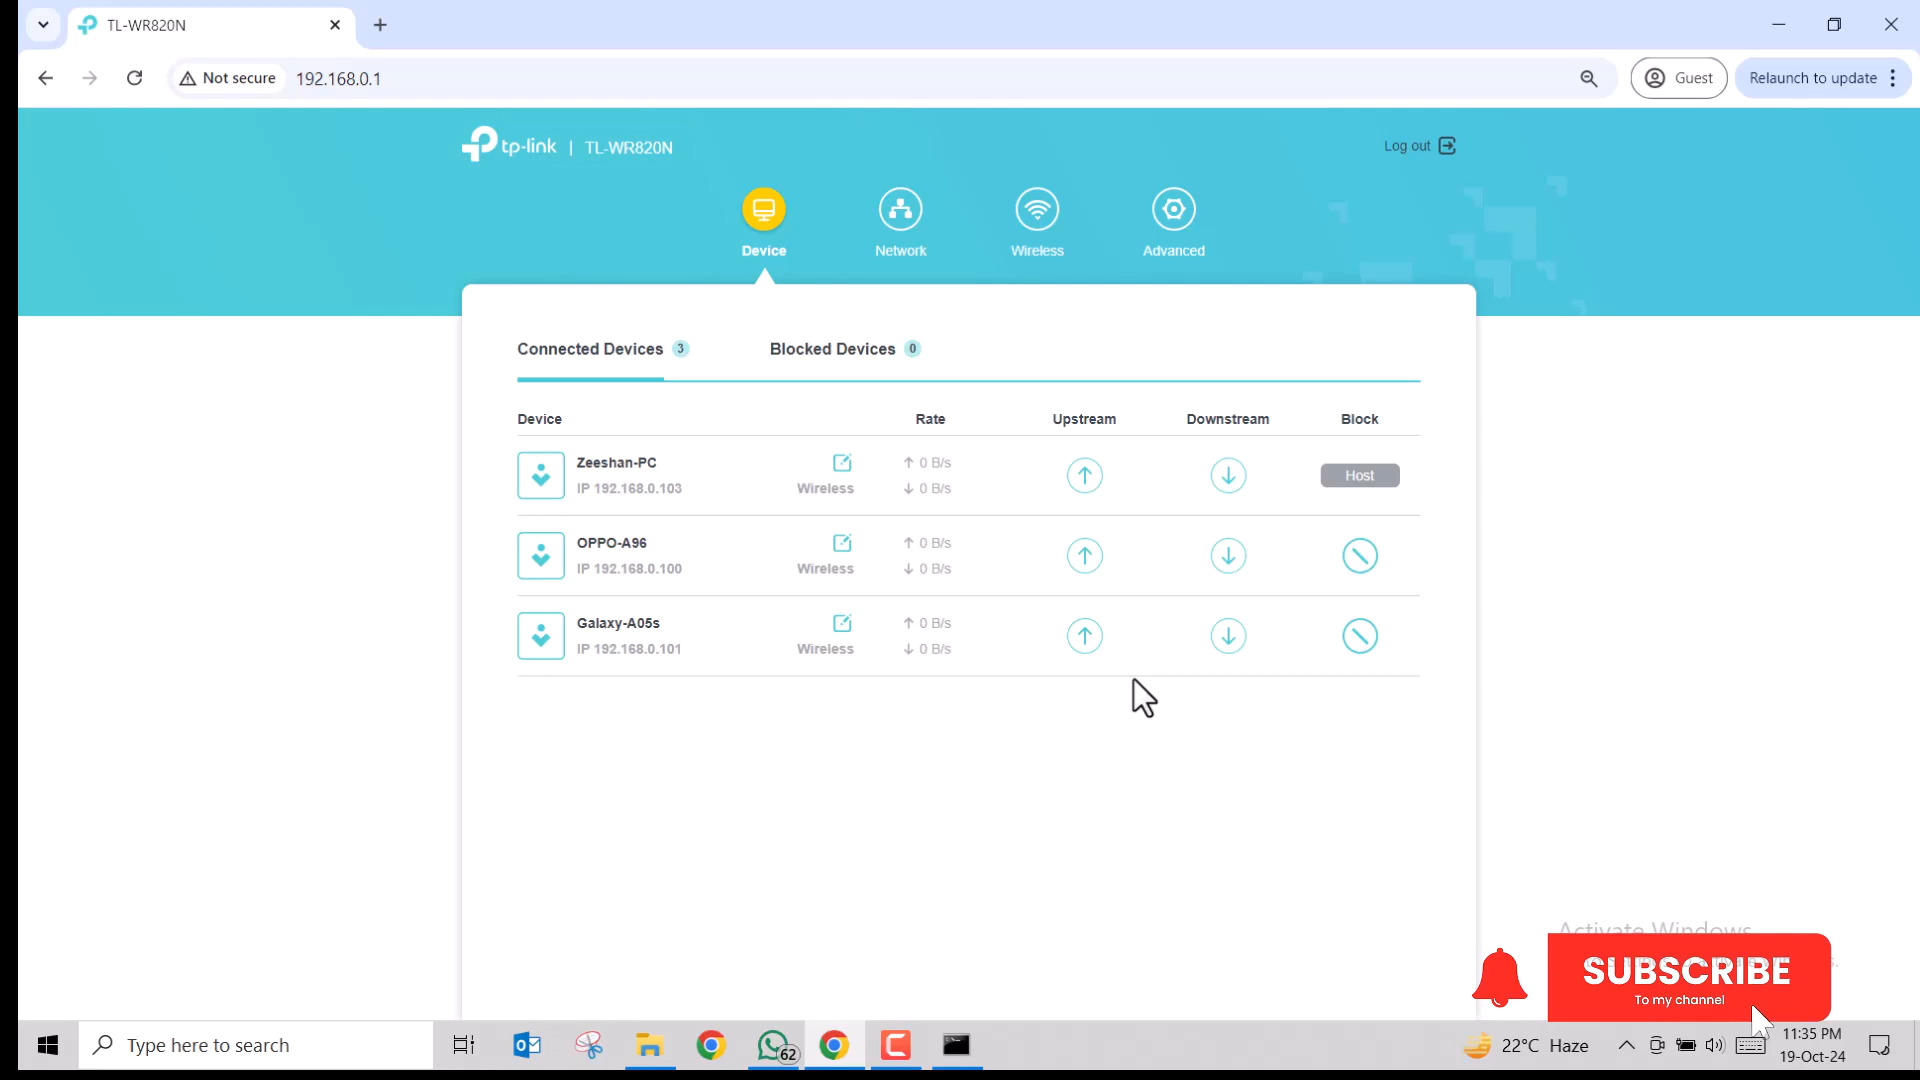 TL-WR820N
Not secure 192.168.0.1 Guest Relaunch to update
tp-link | TL-WR820N
Log out
Device Network Wireless Advanced
Connected Devices 3 Blocked Devices 0
Device Rate Upstream Downstream Block
Zeeshan-PC ↑ 0 B/s
IP 192.168.0.103 Wireless ↓ 0 B/s
Host
OPPO-A96 ↑ 0 B/s
IP 192.168.0.100 Wireless ↓ 0 B/s
Galaxy-A05s ↑ 0 B/s
IP 192.168.0.101 Wireless ↓ 0 B/s
Activate Windows
SUBSCRIBE
To my channel
Type here to search
62
22°C Haze
11:35 PM
19-Oct-24